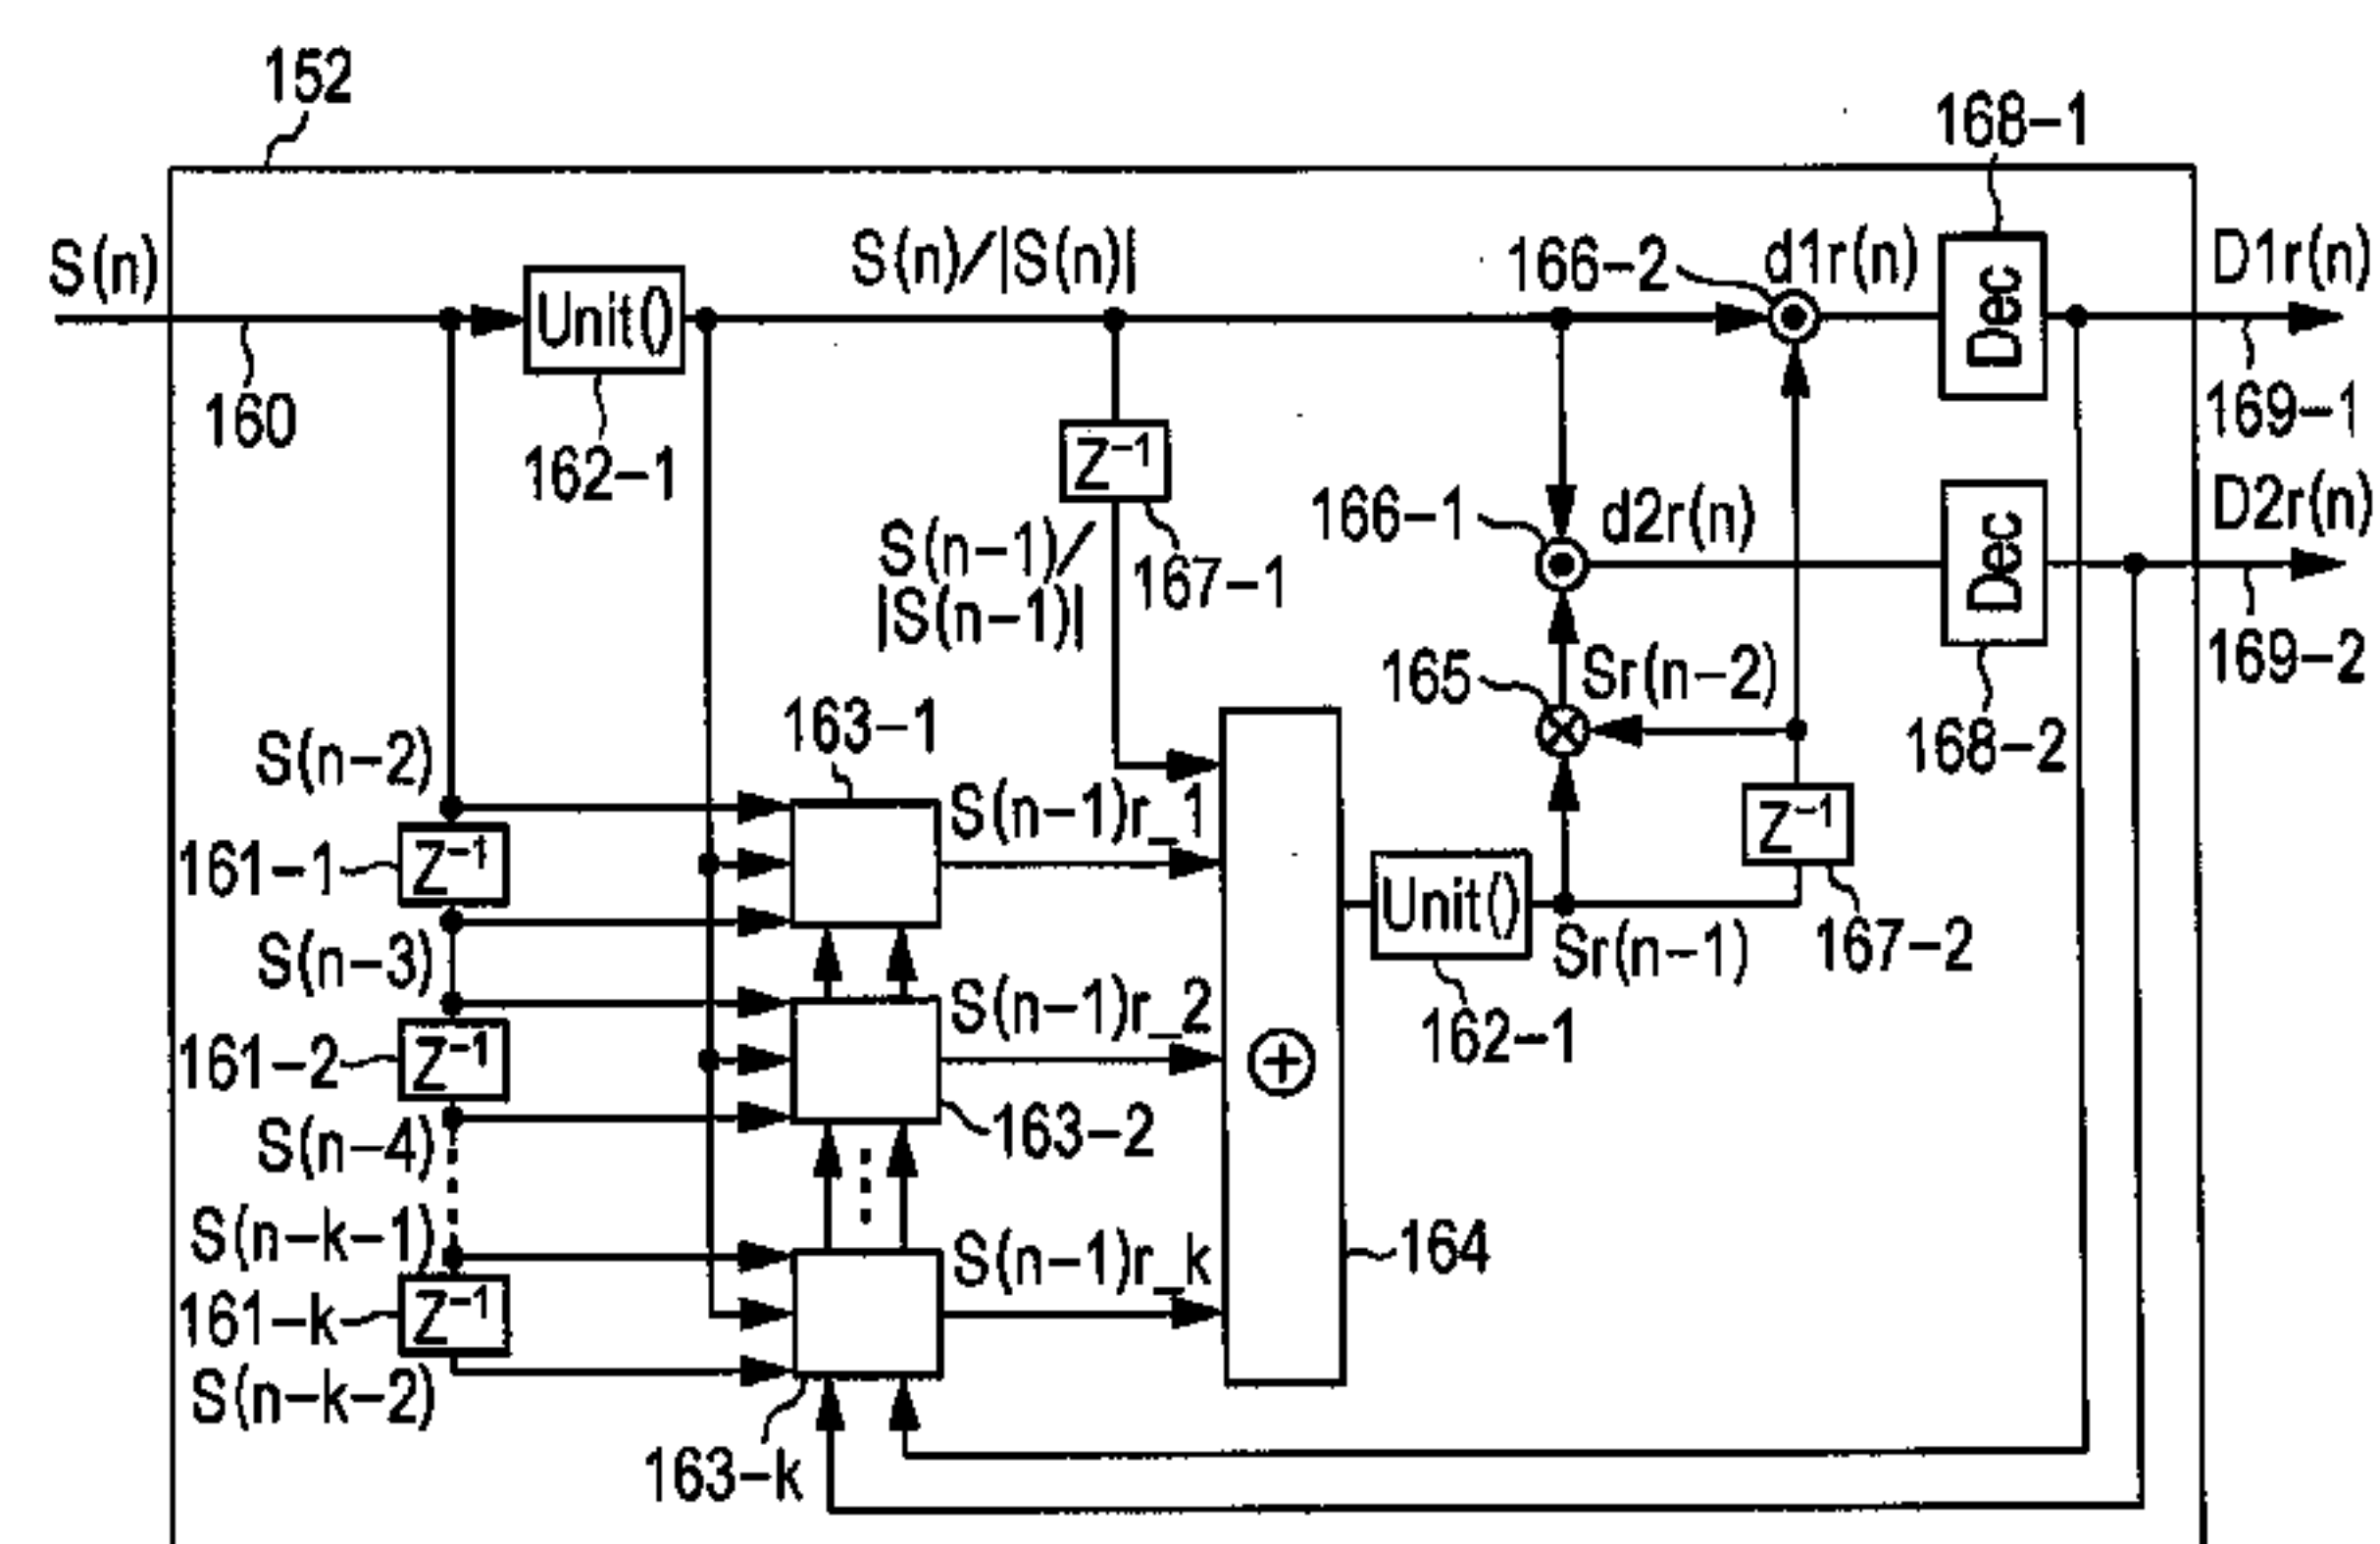 152
168-1
S(n)
S(n)/|S(n)|
166-2
d1r(n)
D1r(n)
Unit()
Dec
160
162-1
Z⁻¹
169-1
166-1
d2r(n)
D2r(n)
S(n-1)/
|S(n-1)|
167-1
Dec
165
Sr(n-2)
169-2
S(n-2)
163-1
168-2
S(n-1)r_1
Z⁻¹
161-1
Z⁻¹
Unit()
S(n-3)
Sr(n-1)
167-2
S(n-1)r_2
161-2
Z⁻¹
162-1
S(n-4)
163-2
S(n-k-1)
S(n-1)r_k
164
161-k
Z⁻¹
S(n-k-2)
163-k